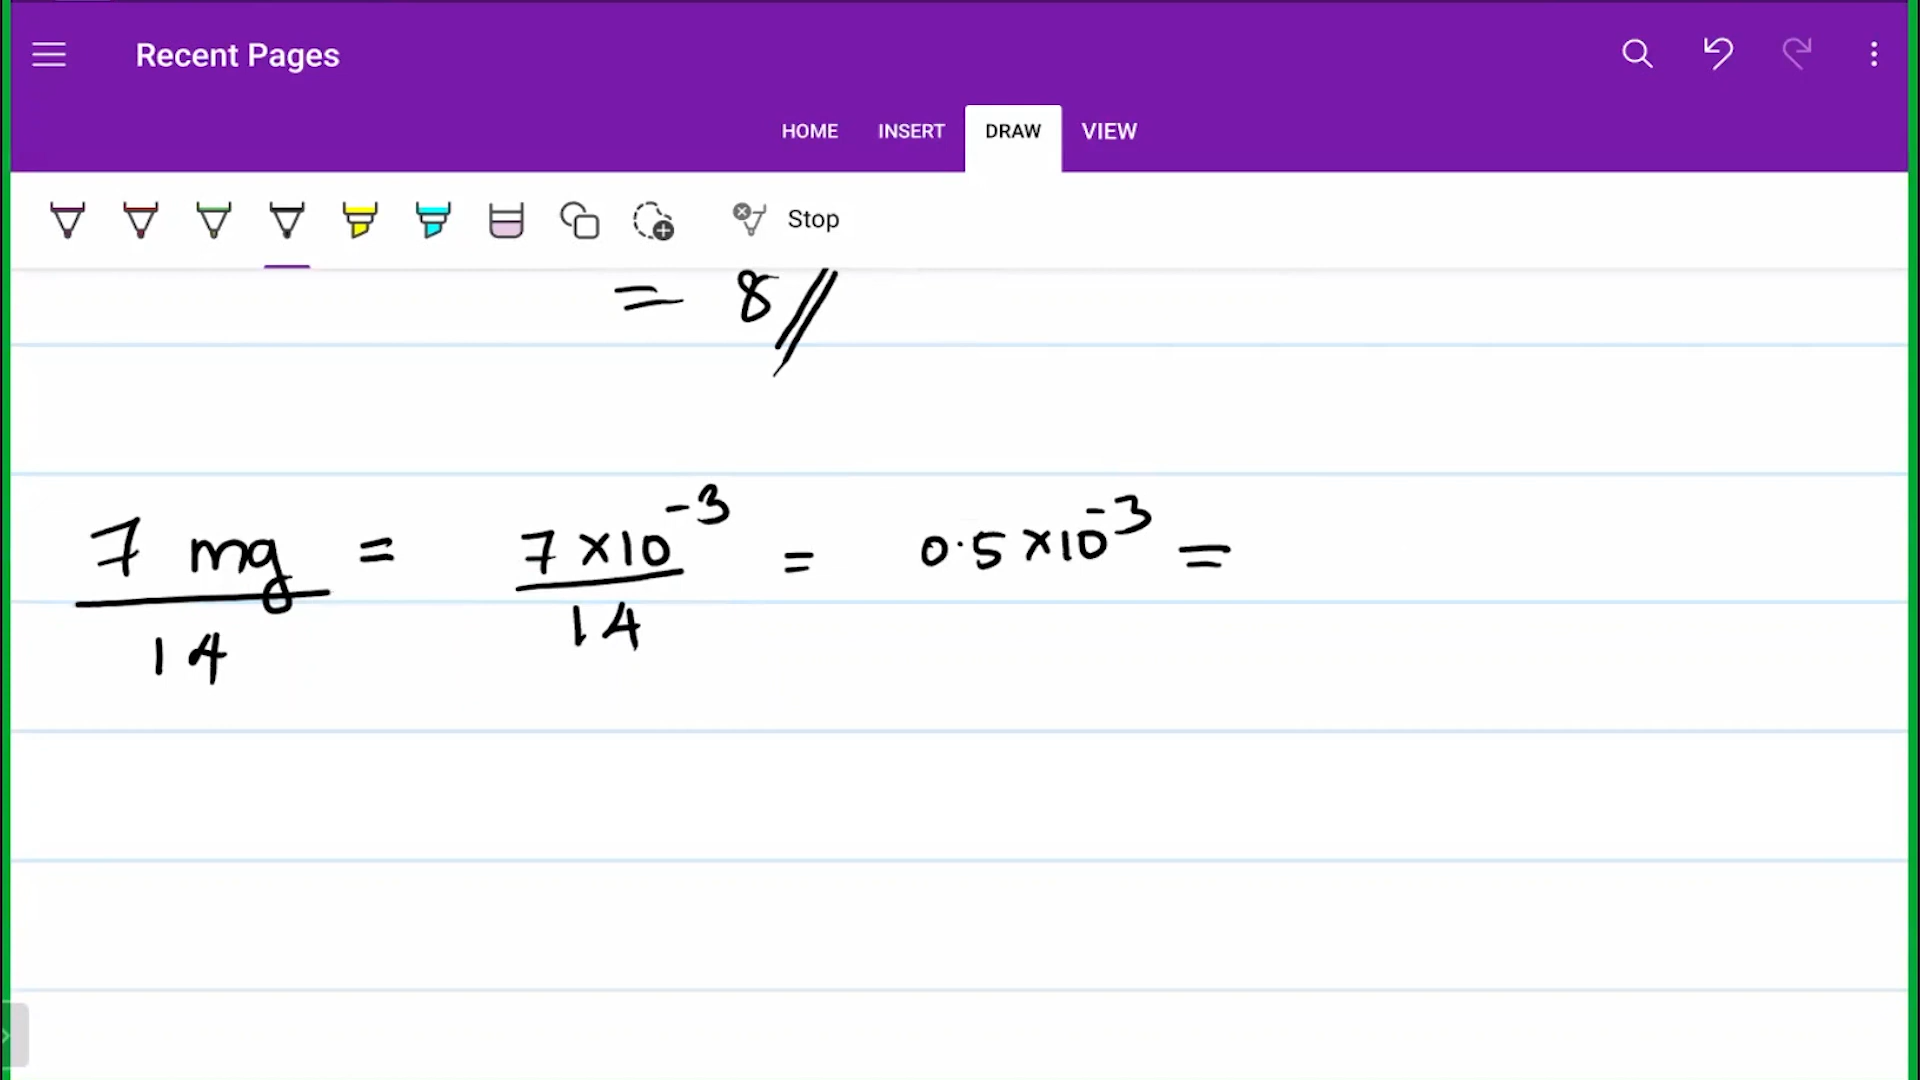 Recent Pages
HOME INSERT DRAW VIEW
Stop
= 8//
7 mg = 7 × 10⁻³ = 0.5 × 10⁻³ =
14 14